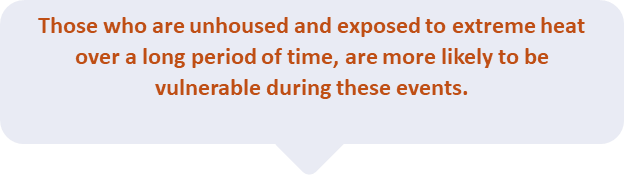 Those who are unhoused and exposed to extreme heat
over a long period of time, are more likely to be
vulnerable during these events.